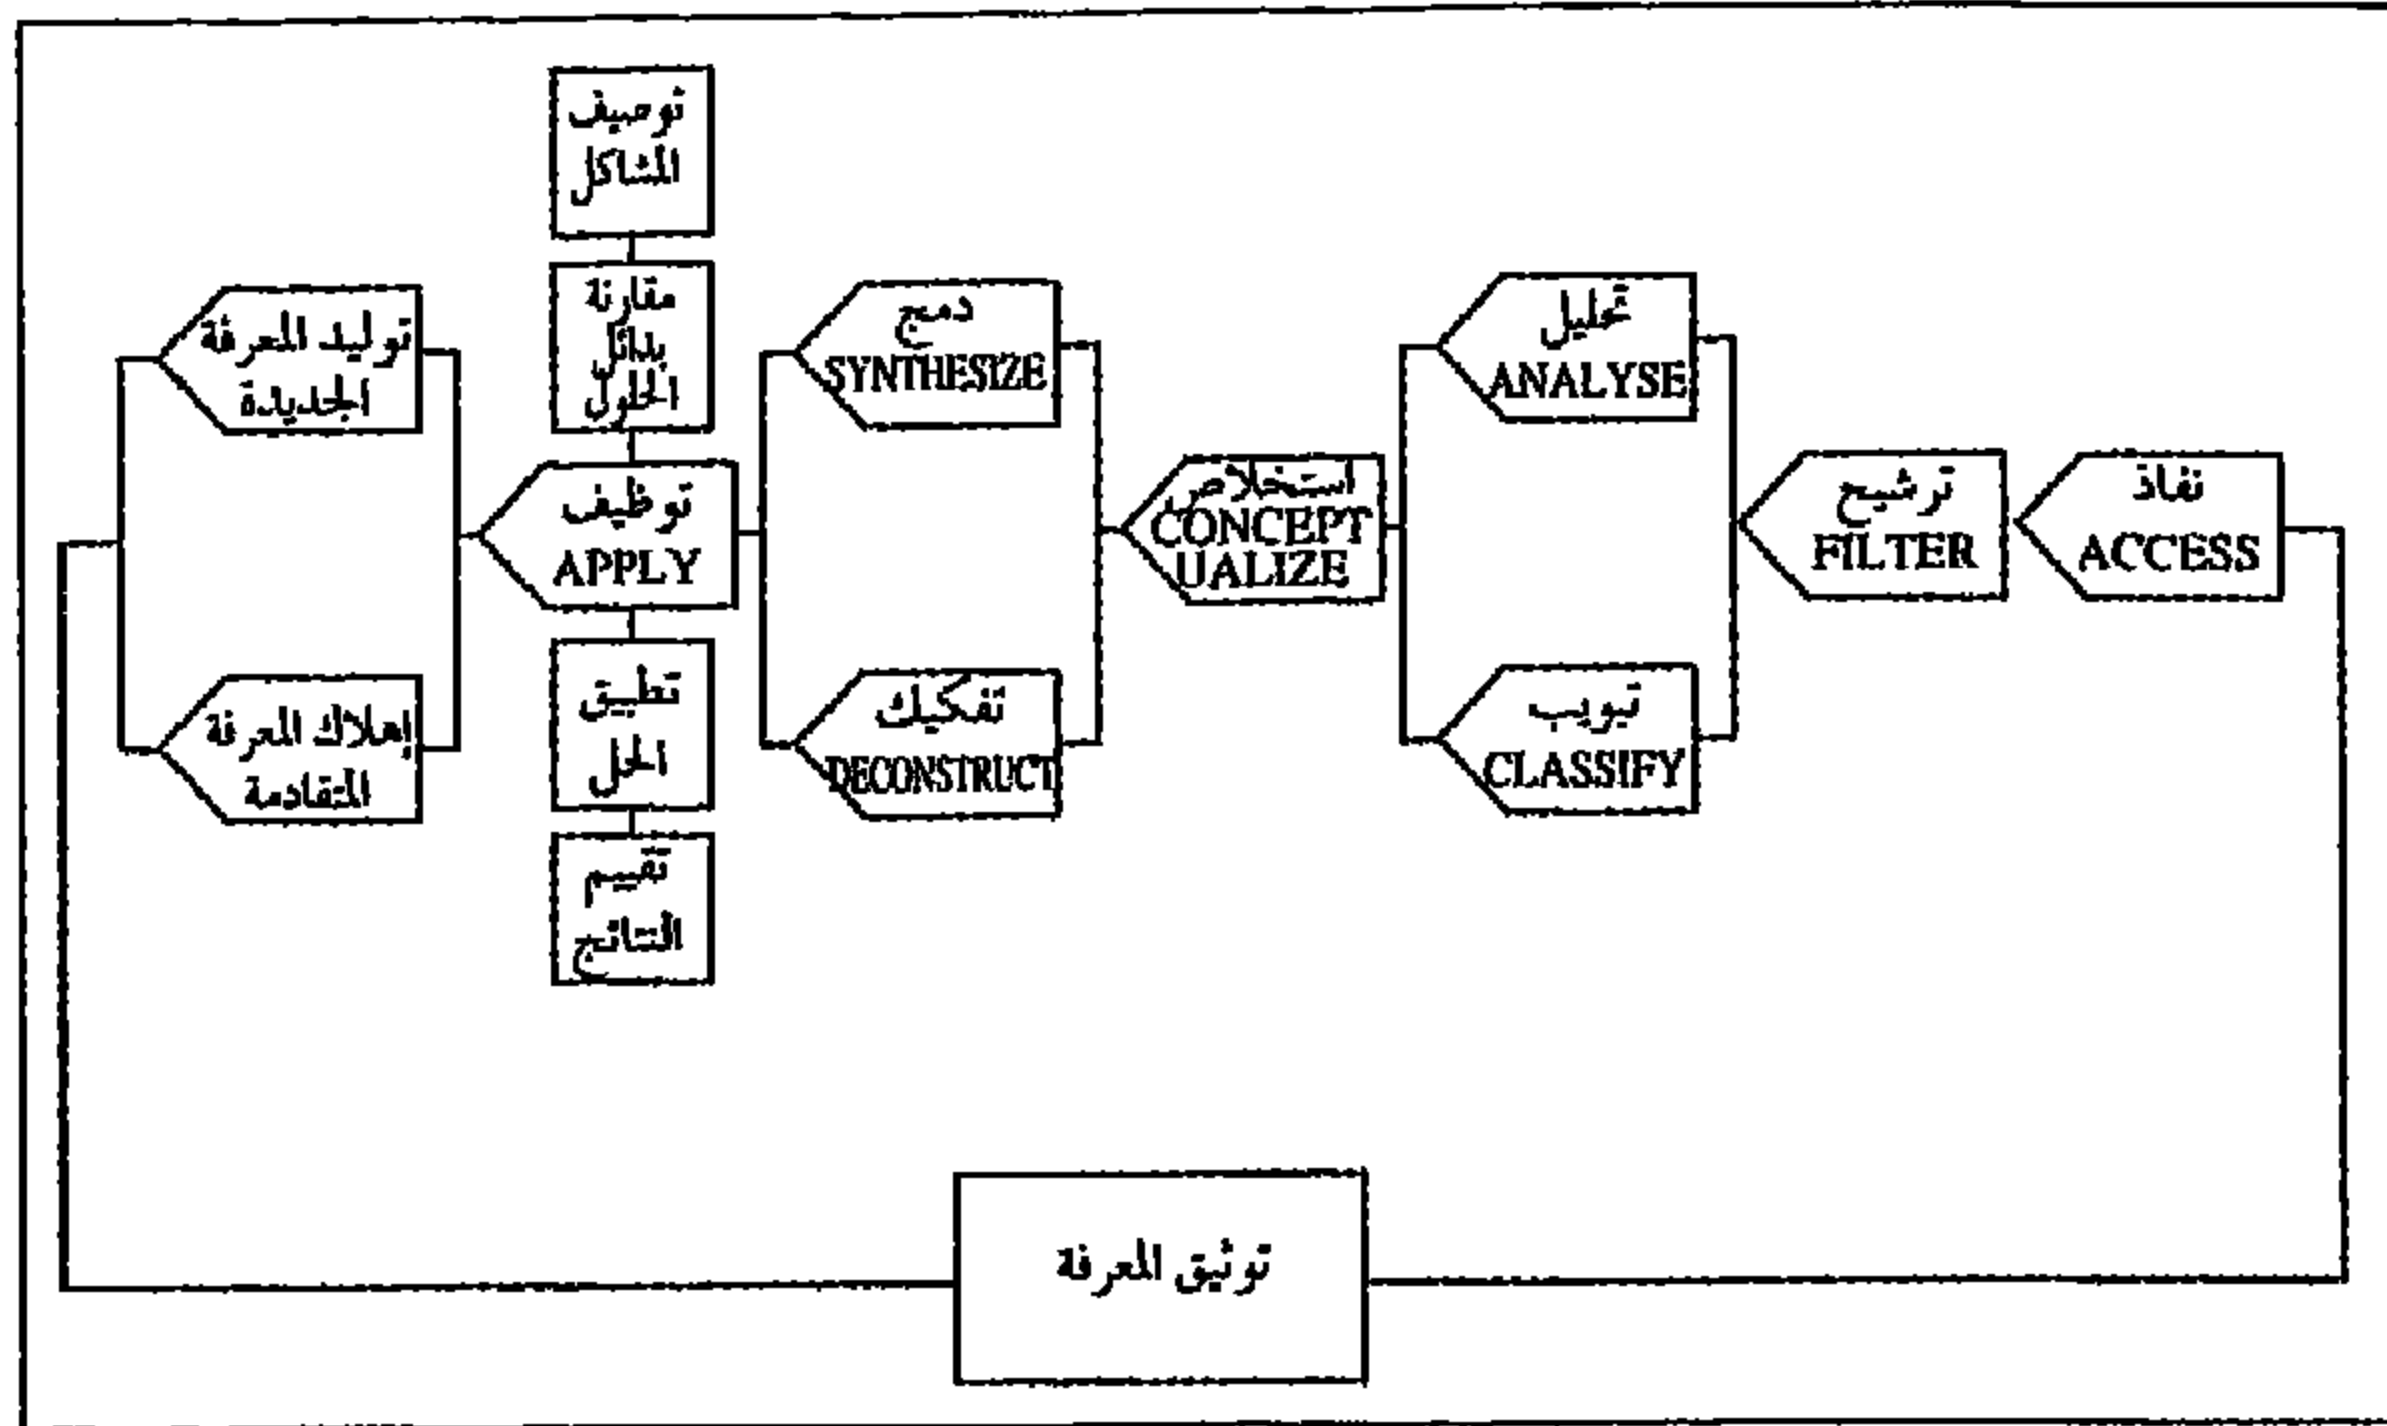 نفاذ
ACCESS
ترشيح
FILTER
تحليل
ANALYSE
تبويب
CLASSIFY
استخلاص
CONCEPT
UALIZE
دمج
SYNTHESIZE
تفكيك
DECONSTRUCT
توصيف
المشاكل
مقارنة
بدائل
الحلول
توظيف
APPLY
تطبيق
الحل
تقييم
النتائج
توليد المعرفة
الجديدة
إهلاك المعرفة
المتقادمة
توثيق المعرفة